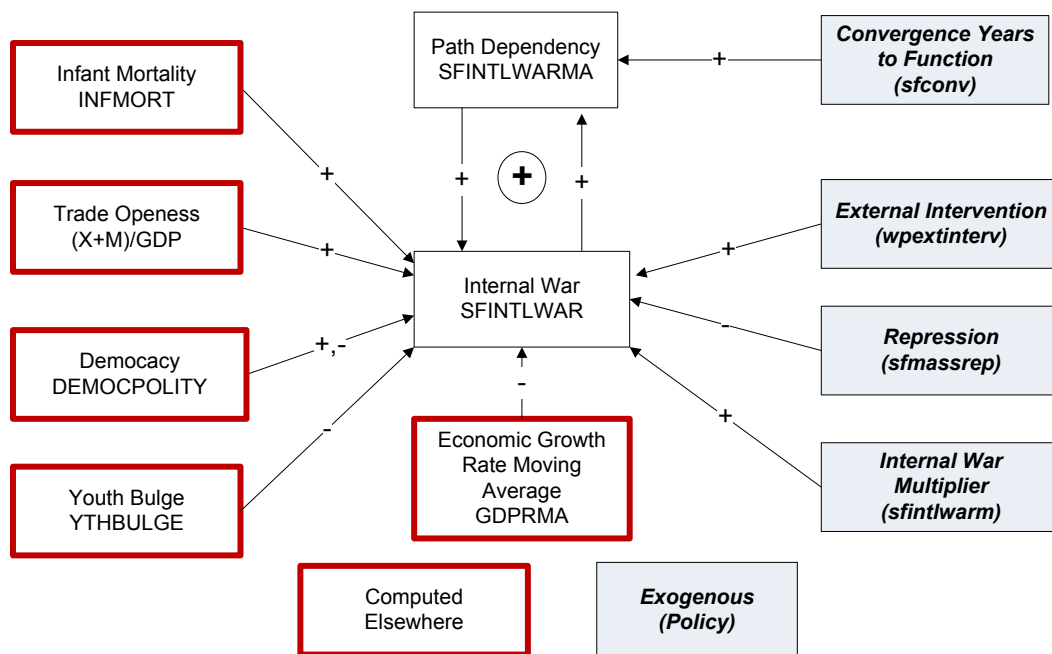 Path Dependency
SFINTLWARMA
Convergence Years
to Function
(sfconv)
Infant Mortality
INFMORT
+
+
+
+
+
Trade Openess
(X+M)/GDP
+
External Intervention
(wpextinterv)
+
Internal War
SFINTLWAR
Democacy
DEMOCPOLITY
+,-
Repression
(sfmassrep)
-
-
-
+
Economic Growth
Rate Moving
Average
GDPRMA
Youth Bulge
YTHBULGE
Internal War
Multiplier
(sfintlwarm)
Computed
Elsewhere
Exogenous
(Policy)